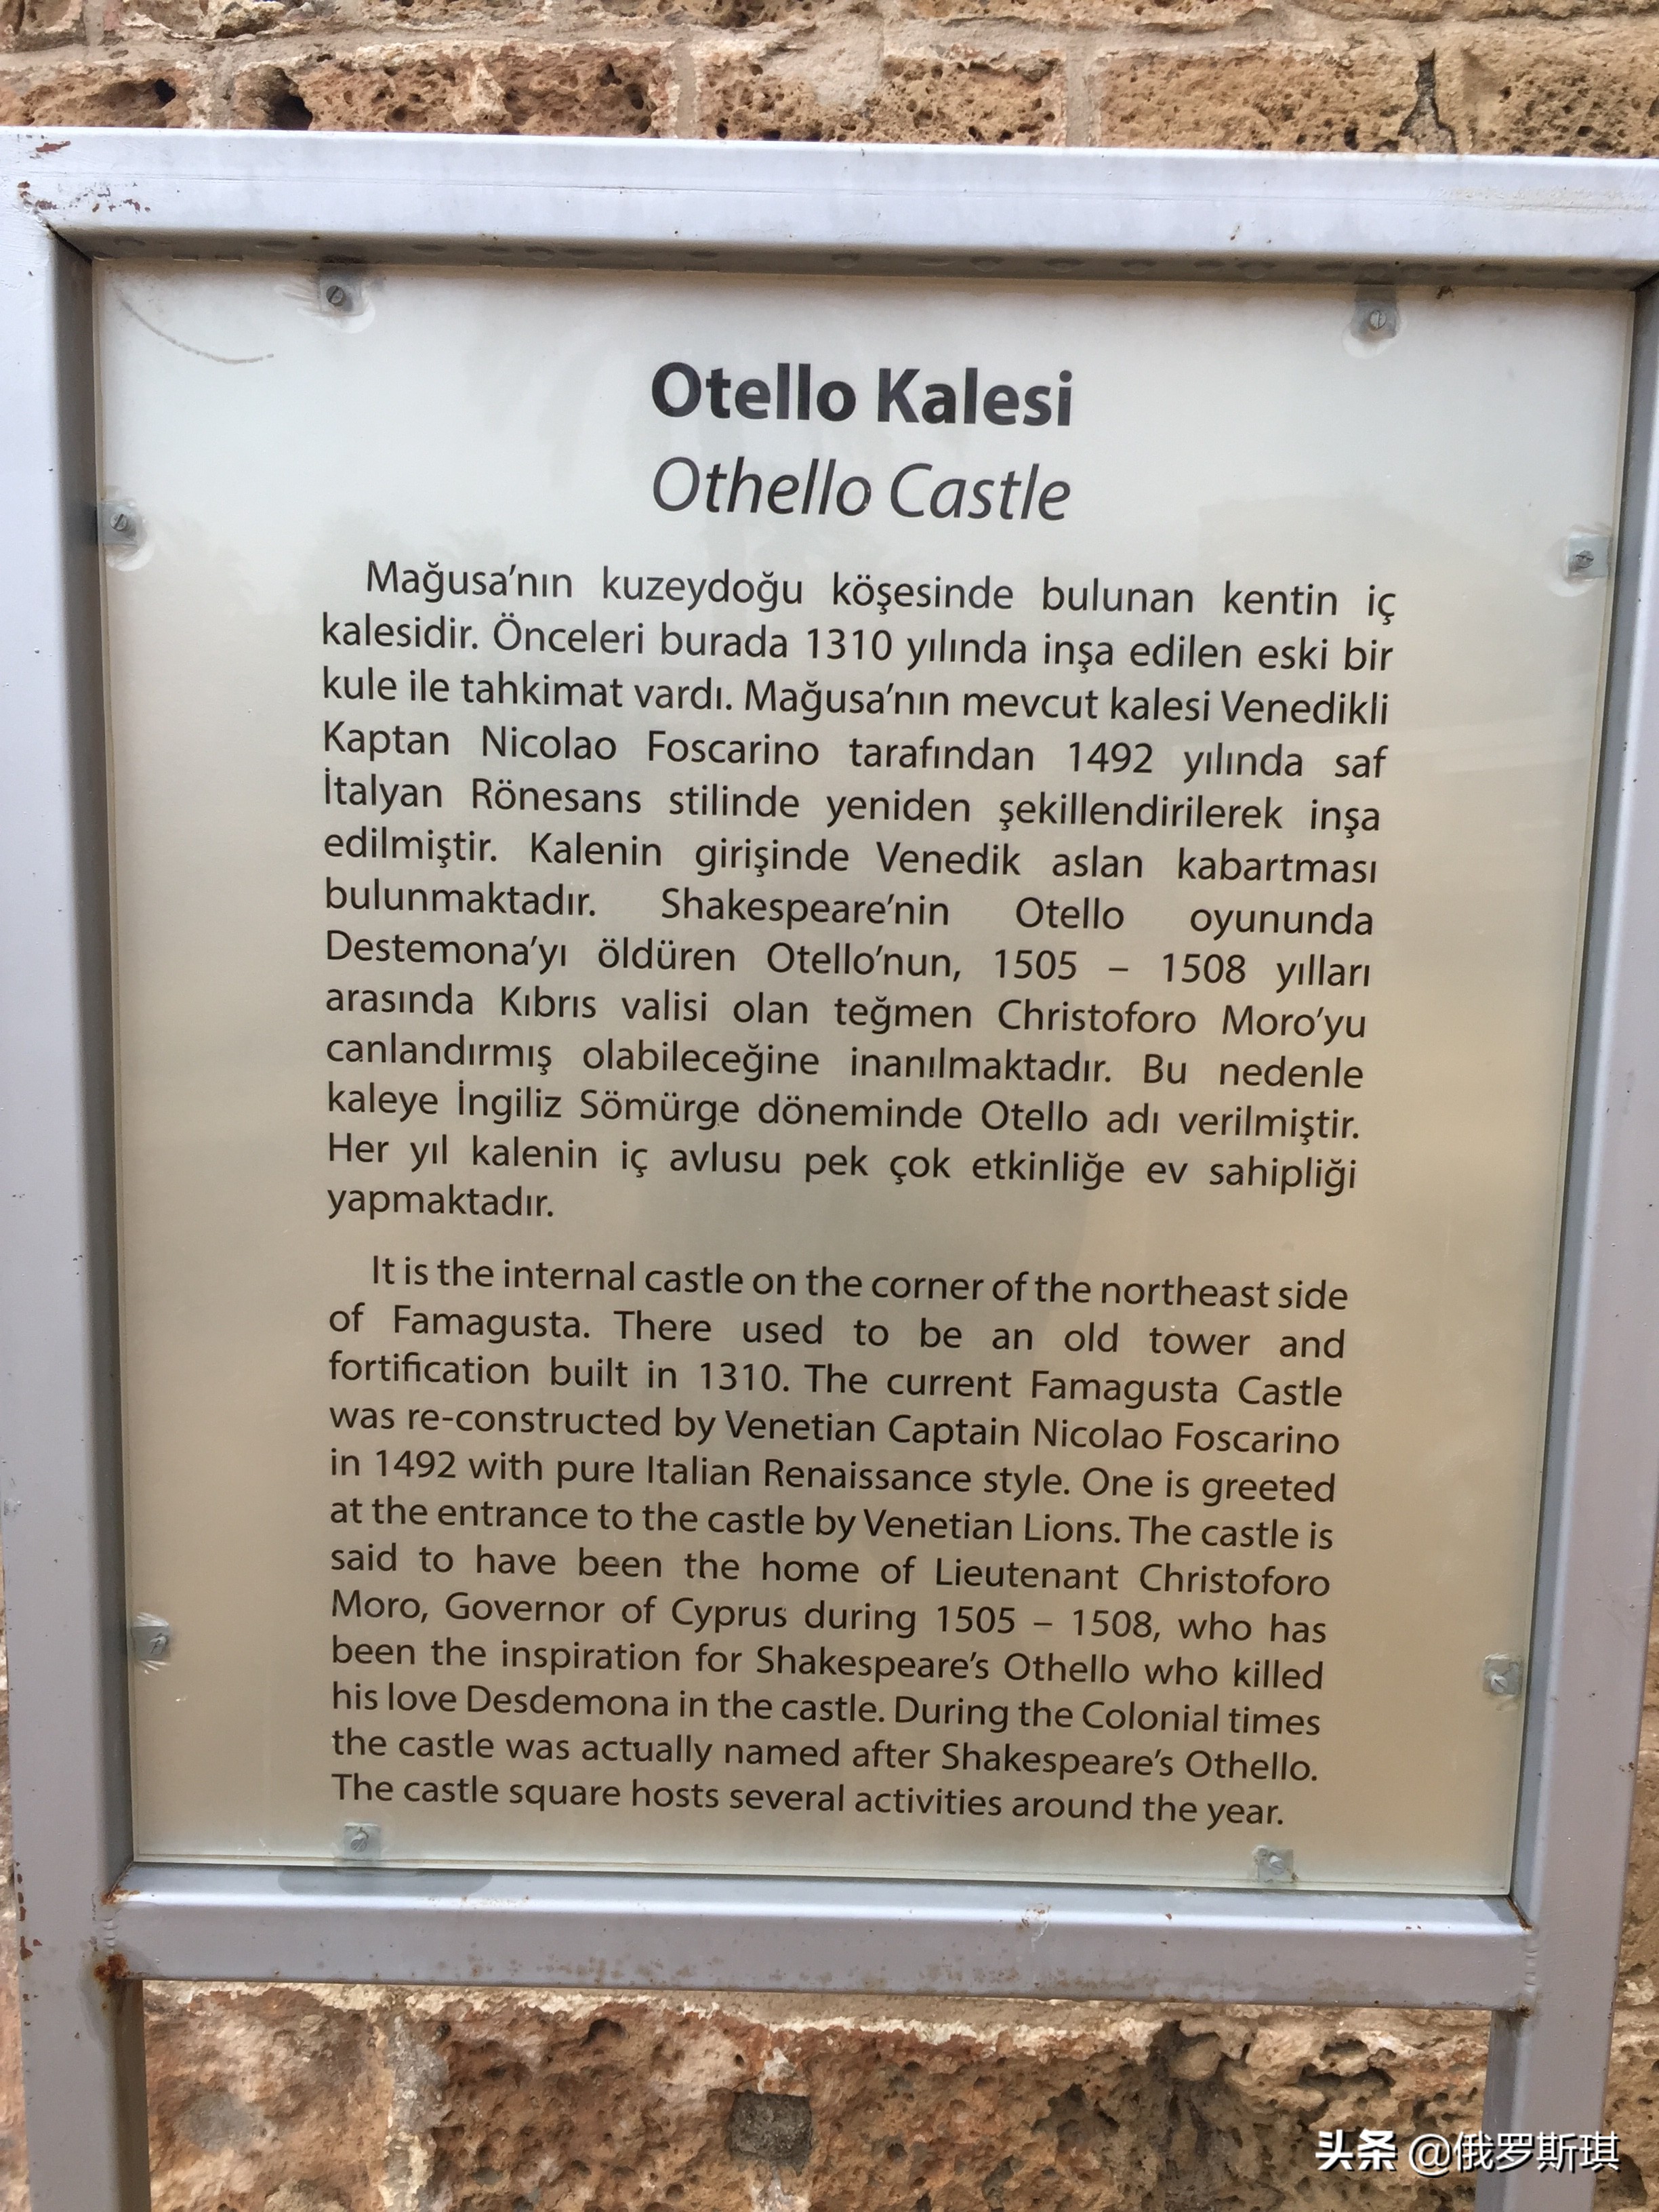 Otello Kalesi
Othello Castle
Mağusa’nın kuzeydoğu köşesinde bulunan kentin iç
kalesidir. Önceleri burada 1310 yılında inşa edilen eski bir
kule ile tahkimat vardı. Mağusa’nın mevcut kalesi Venedikli
Kaptan Nicolao Foscarino tarafından 1492 yılında saf
İtalyan Rönesans stilinde yeniden şekillendirilerek inşa
edilmiştir. Kalenin girişinde Venedik aslan kabartması
bulunmaktadır. Shakespeare’nin Otello oyununda
Destemona’yı öldüren Otello’nun, 1505 – 1508 yılları
arasında Kıbrıs valisi olan teğmen Christoforo Moro’yu
canlandırmış olabileceğine inanılmaktadır. Bu nedenle
kaleye İngiliz Sömürge döneminde Otello adı verilmiştir.
Her yıl kalenin iç avlusu pek çok etkinliğe ev sahipliği
yapmaktadır.
It is the internal castle on the corner of the northeast side
of Famagusta. There used to be an old tower and
fortification built in 1310. The current Famagusta Castle
was re-constructed by Venetian Captain Nicolao Foscarino
in 1492 with pure Italian Renaissance style. One is greeted
at the entrance to the castle by Venetian Lions. The castle is
said to have been the home of Lieutenant Christoforo
Moro, Governor of Cyprus during 1505 – 1508, who has
been the inspiration for Shakespeare’s Othello who killed
his love Desdemona in the castle. During the Colonial times
the castle was actually named after Shakespeare’s Othello.
The castle square hosts several activities around the year.
头条 @俄罗斯琪